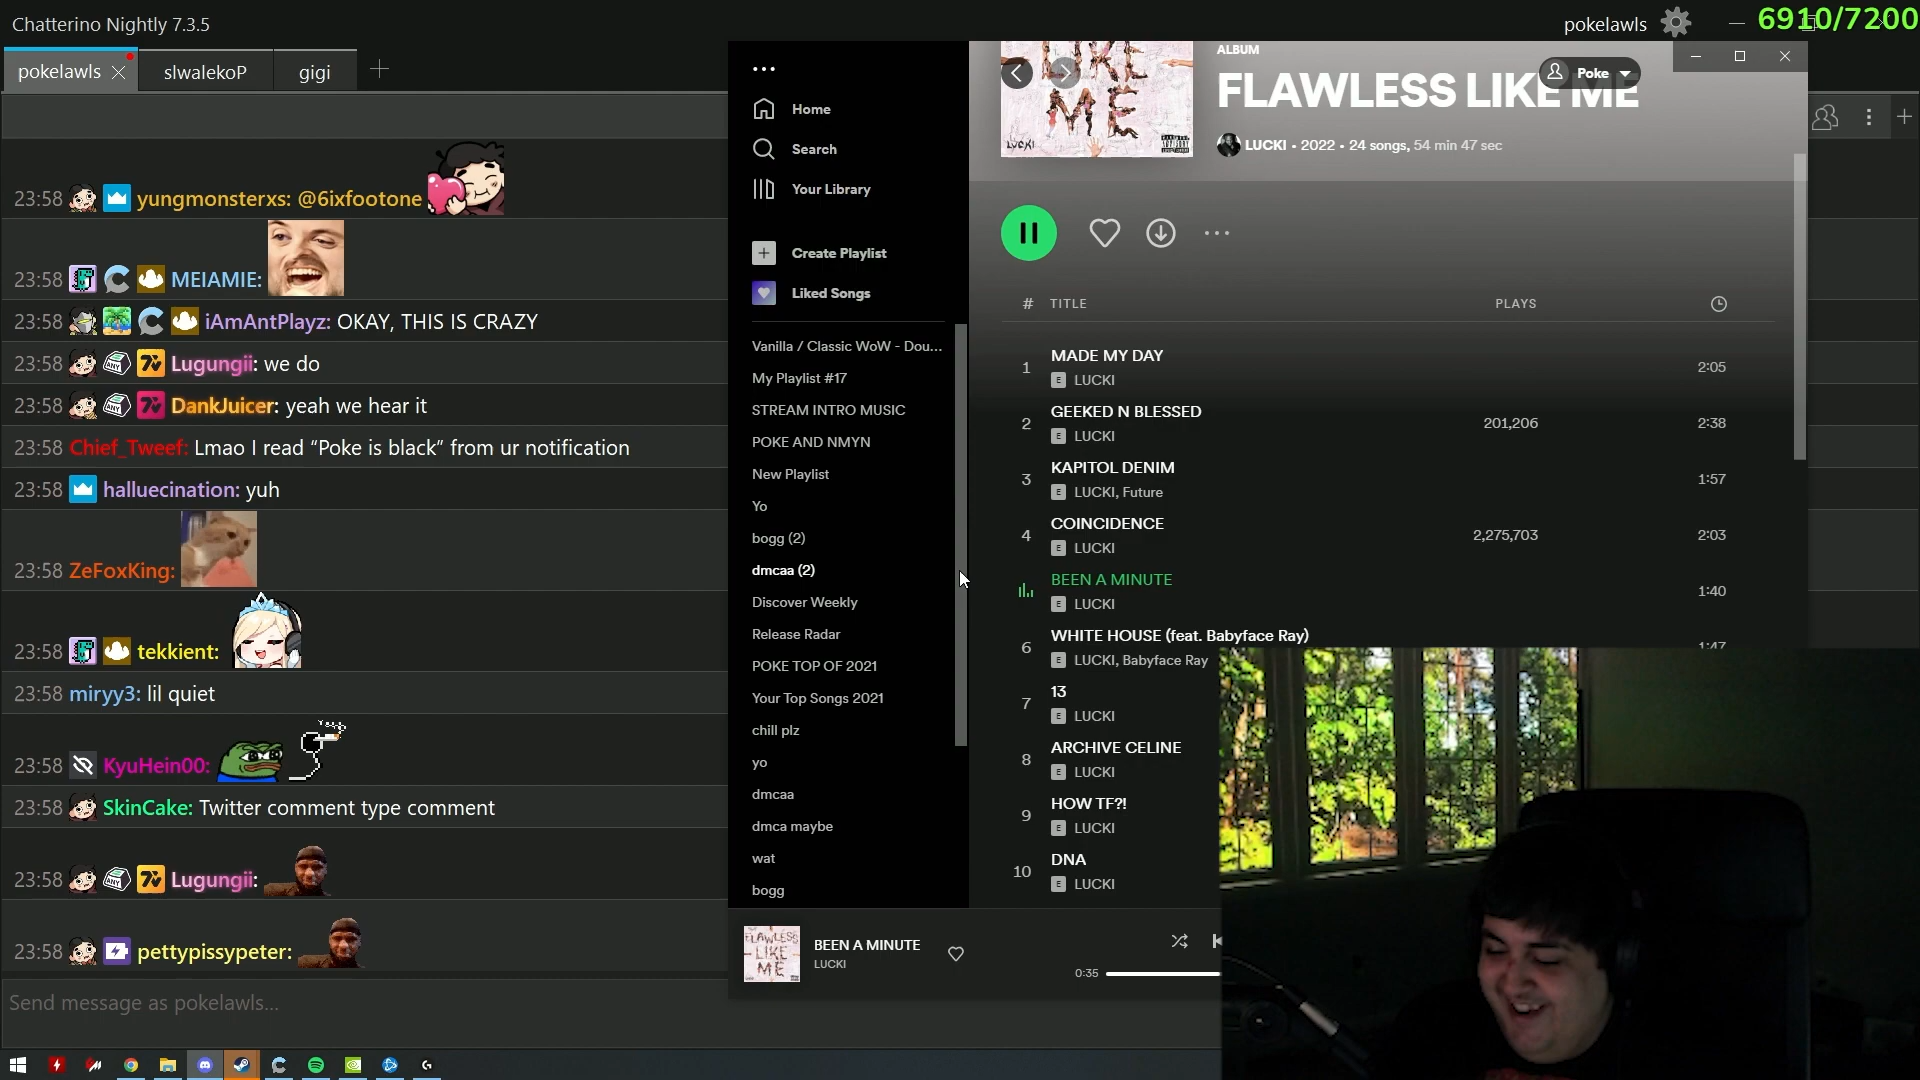 Chatterino Nightly 7.3.5
pokelawls
6910/7200
pokelawls
slwalekoP
gigi
23:58 yungmonsterxs: @6ixfootone
23:58 MEIAMIE:
23:58 iAmAntPlayz: OKAY, THIS IS CRAZY
23:58 Lugungii: we do
23:58 DankJuicer: yeah we hear it
23:58 Chief_Tweef: Lmao I read “Poke is black” from ur notification
23:58 halluecination: yuh
23:58 ZeFoxKing:
23:58 tekkient:
23:58 miryy3: lil quiet
23:58 KyuHein00:
23:58 SkinCake: Twitter comment type comment
23:58 Lugungii:
23:58 pettypissypeter:
Send message as pokelawls...
Home
Search
Your Library
Create Playlist
Liked Songs
Vanilla / Classic WoW - Dou...
My Playlist #17
STREAM INTRO MUSIC
POKE AND NMYN
New Playlist
Yo
bogg (2)
dmcaa (2)
Discover Weekly
Release Radar
POKE TOP OF 2021
Your Top Songs 2021
chill plz
yo
dmcaa
dmca maybe
wat
bogg
ME
LUCKI
ALBUM
FLAWLESS LIKE ME
Poke
LUCKI • 2022 • 24 songs, 54 min 47 sec
# TITLE PLAYS
1 MADE MY DAY 2:05
E LUCKI
2 GEEKED N BLESSED 201,206 2:38
E LUCKI
3 KAPITOL DENIM 1:57
E LUCKI, Future
4 COINCIDENCE 2,275,703 2:03
E LUCKI
BEEN A MINUTE 1:40
E LUCKI
6 WHITE HOUSE (feat. Babyface Ray) 1:47
E LUCKI, Babyface Ray
7 13
E LUCKI
8 ARCHIVE CELINE
E LUCKI
9 HOW TF?!
E LUCKI
10 DNA
E LUCKI
FLAWLESS
LIKE
ME
BEEN A MINUTE
LUCKI
0:35